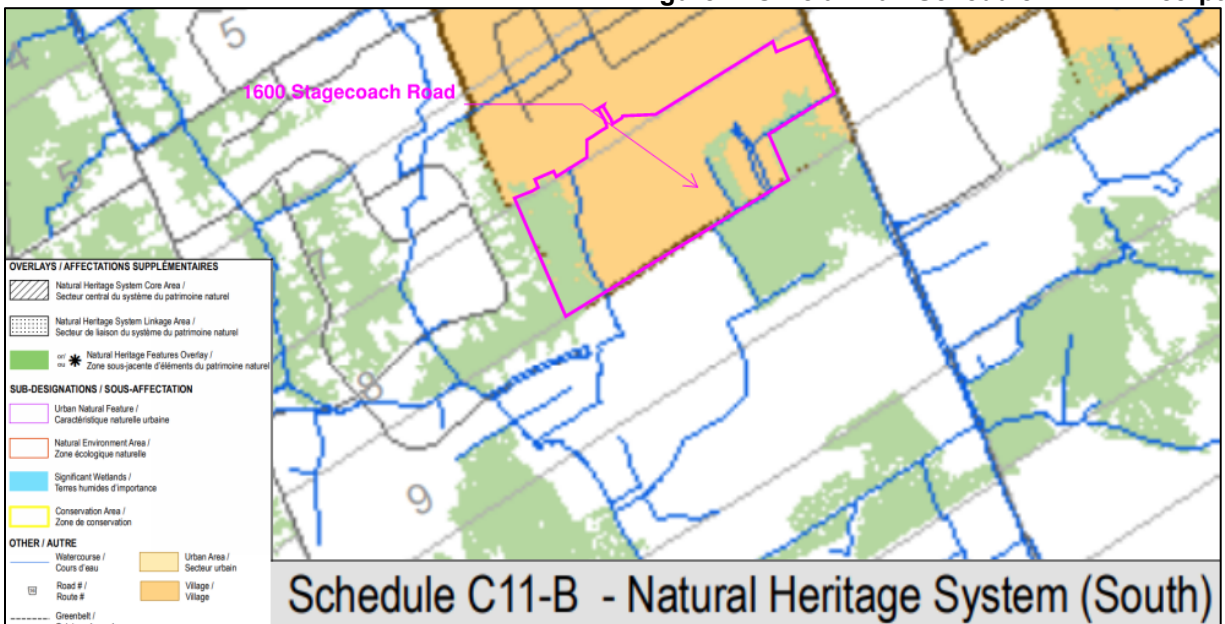 1600 Stagecoach Road
5
4
5
7
8
9
OVERLAYS / AFFECTATIONS SUPPLÉMENTAIRES
Natural Heritage System Core Area /
Secteur central du système du patrimoine naturel
Natural Heritage System Linkage Area /
Secteur de liaison du système du patrimoine naturel
or/
ou
Natural Heritage Features Overlay /
Zone sous-jacente d'éléments du patrimoine naturel
SUB-DESIGNATIONS / SOUS-AFFECTATION
Urban Natural Feature /
Caractéristique naturelle urbaine
Natural Environment Area /
Zone écologique naturelle
Significant Wetlands /
Terres humides d'importance
Conservation Area /
Zone de conservation
OTHER / AUTRE
Watercourse /
Cours d'eau
Urban Area /
Secteur urbain
Road # /
Route #
Village /
Village
Greenbelt /
Schedule C11-B - Natural Heritage System (South)